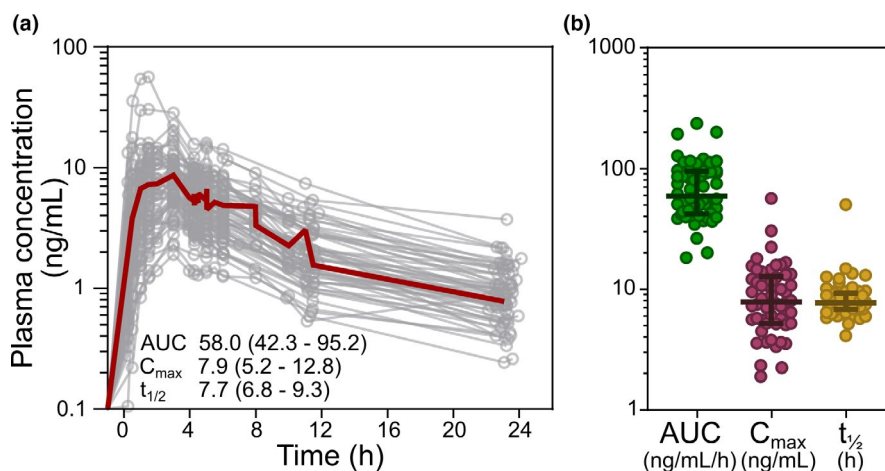 (a)
Plasma concentration
(ng/mL)
100
10
1
0.1
AUC 58.0 (42.3 - 95.2)
Cmax 7.9 (5.2 - 12.8)
t1/2 7.7 (6.8 - 9.3)
0 4 8 12 16 20 24
Time (h)
(b)
1000
100
10
1
AUC Cmax t½
(ng/mL/h) (ng/mL) (h)